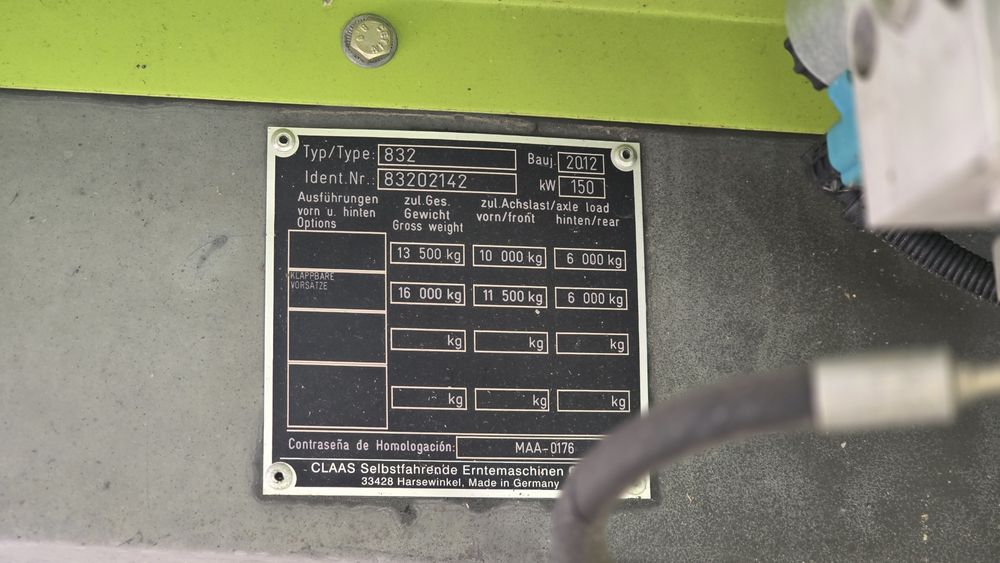 Typ/Type: 832 Bauj. 2012
Ident.Nr.: 83202142 kW 150
Ausführungen vorn u. hinten Options
zul.Ges. Gewicht Gross weight
zul.Achslast/axle load
vorn/front hinten/rear
13 500 kg 10 000 kg 6 000 kg
KLAPPBARE
VORSÄTZE
16 000 kg 11 500 kg 6 000 kg
kg kg kg
kg kg kg
Contraseña de Homologación: MAA-0176
CLAAS Selbstfahrende Erntemaschinen
33428 Harsewinkel, Made in Germany